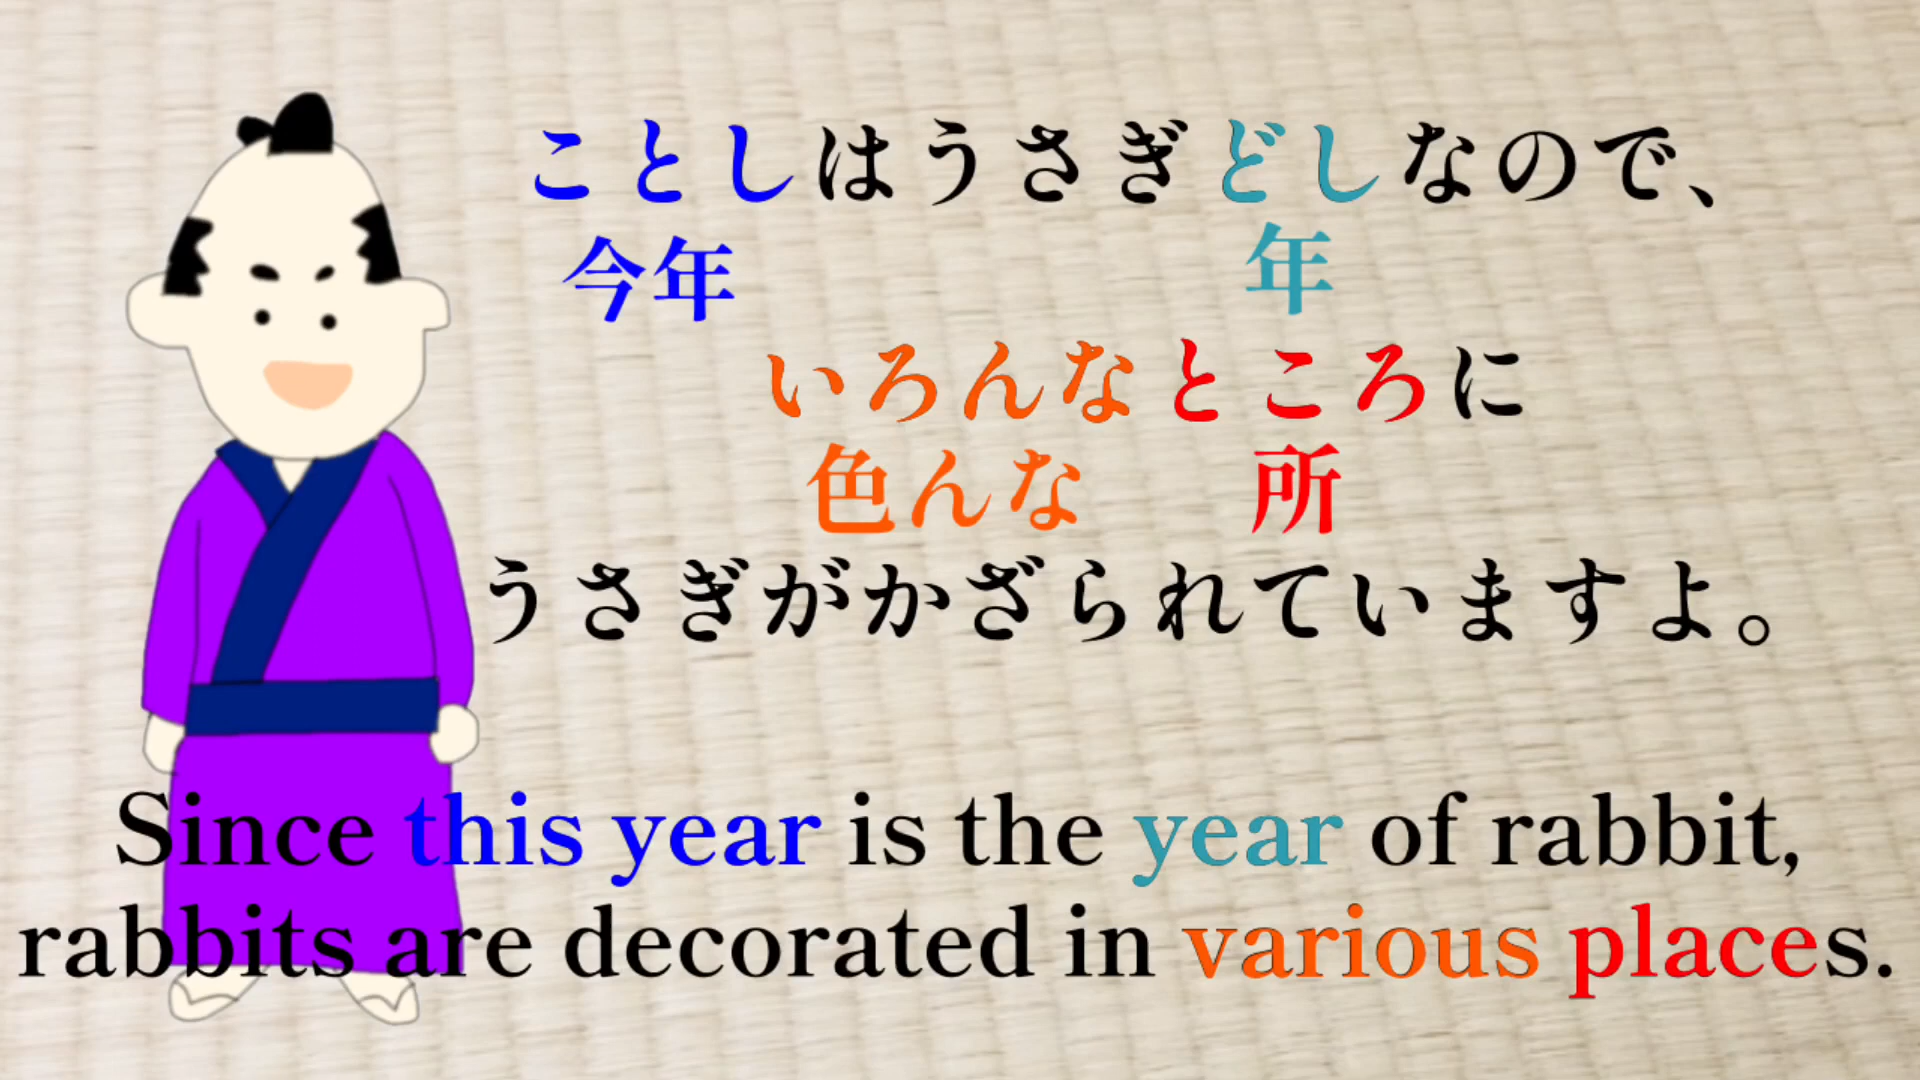 ことしはうさぎどしなので、
今年 年
いろんなところに
色んな 所
うさぎがかざられていますよ。
Since this year is the year of rabbit,
rabbits are decorated in various places.